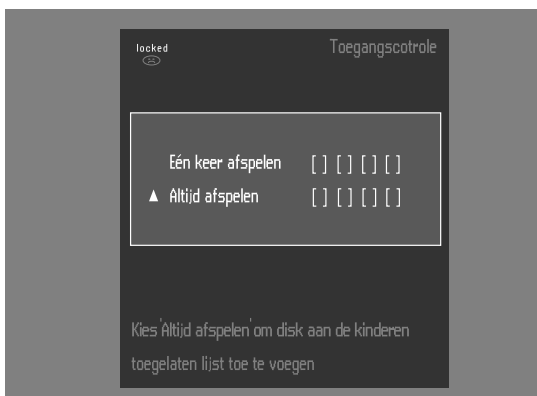 locked
Toegangscotrole
Eén keer afspelen [ ] [ ] [ ] [ ]
▲ Altijd afspelen [ ] [ ] [ ] [ ]
Kies 'Altijd afspelen' om disk aan de kinderen
toegelaten lijst toe te voegen